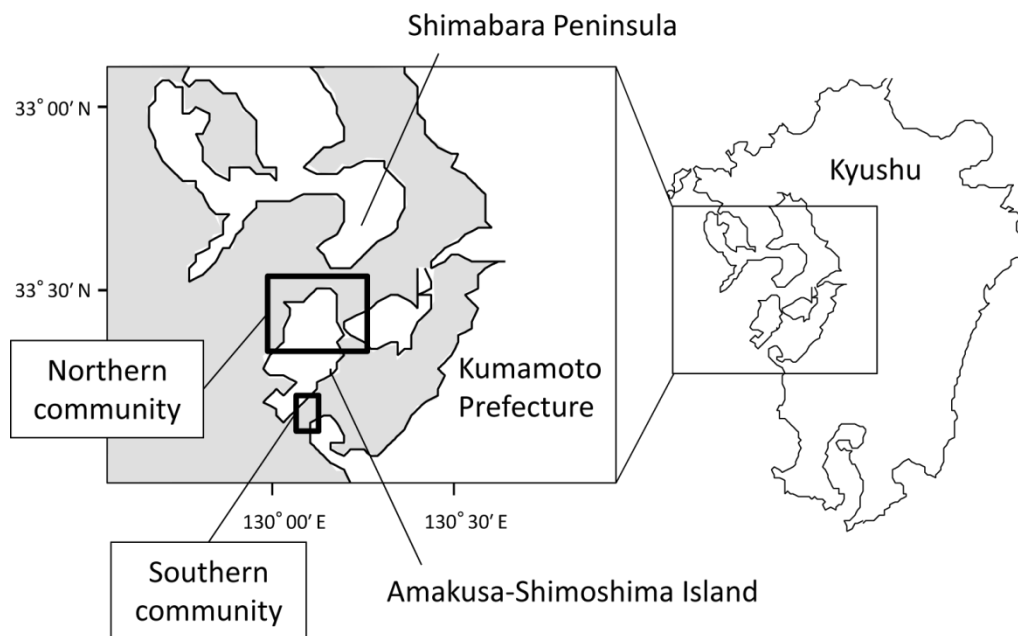 Shimabara Peninsula
33° 00′ N
Kyushu
33° 30′ N
Northern
community
Kumamoto
Prefecture
130° 00′ E
130° 30′ E
Southern
community
Amakusa-Shimoshima Island